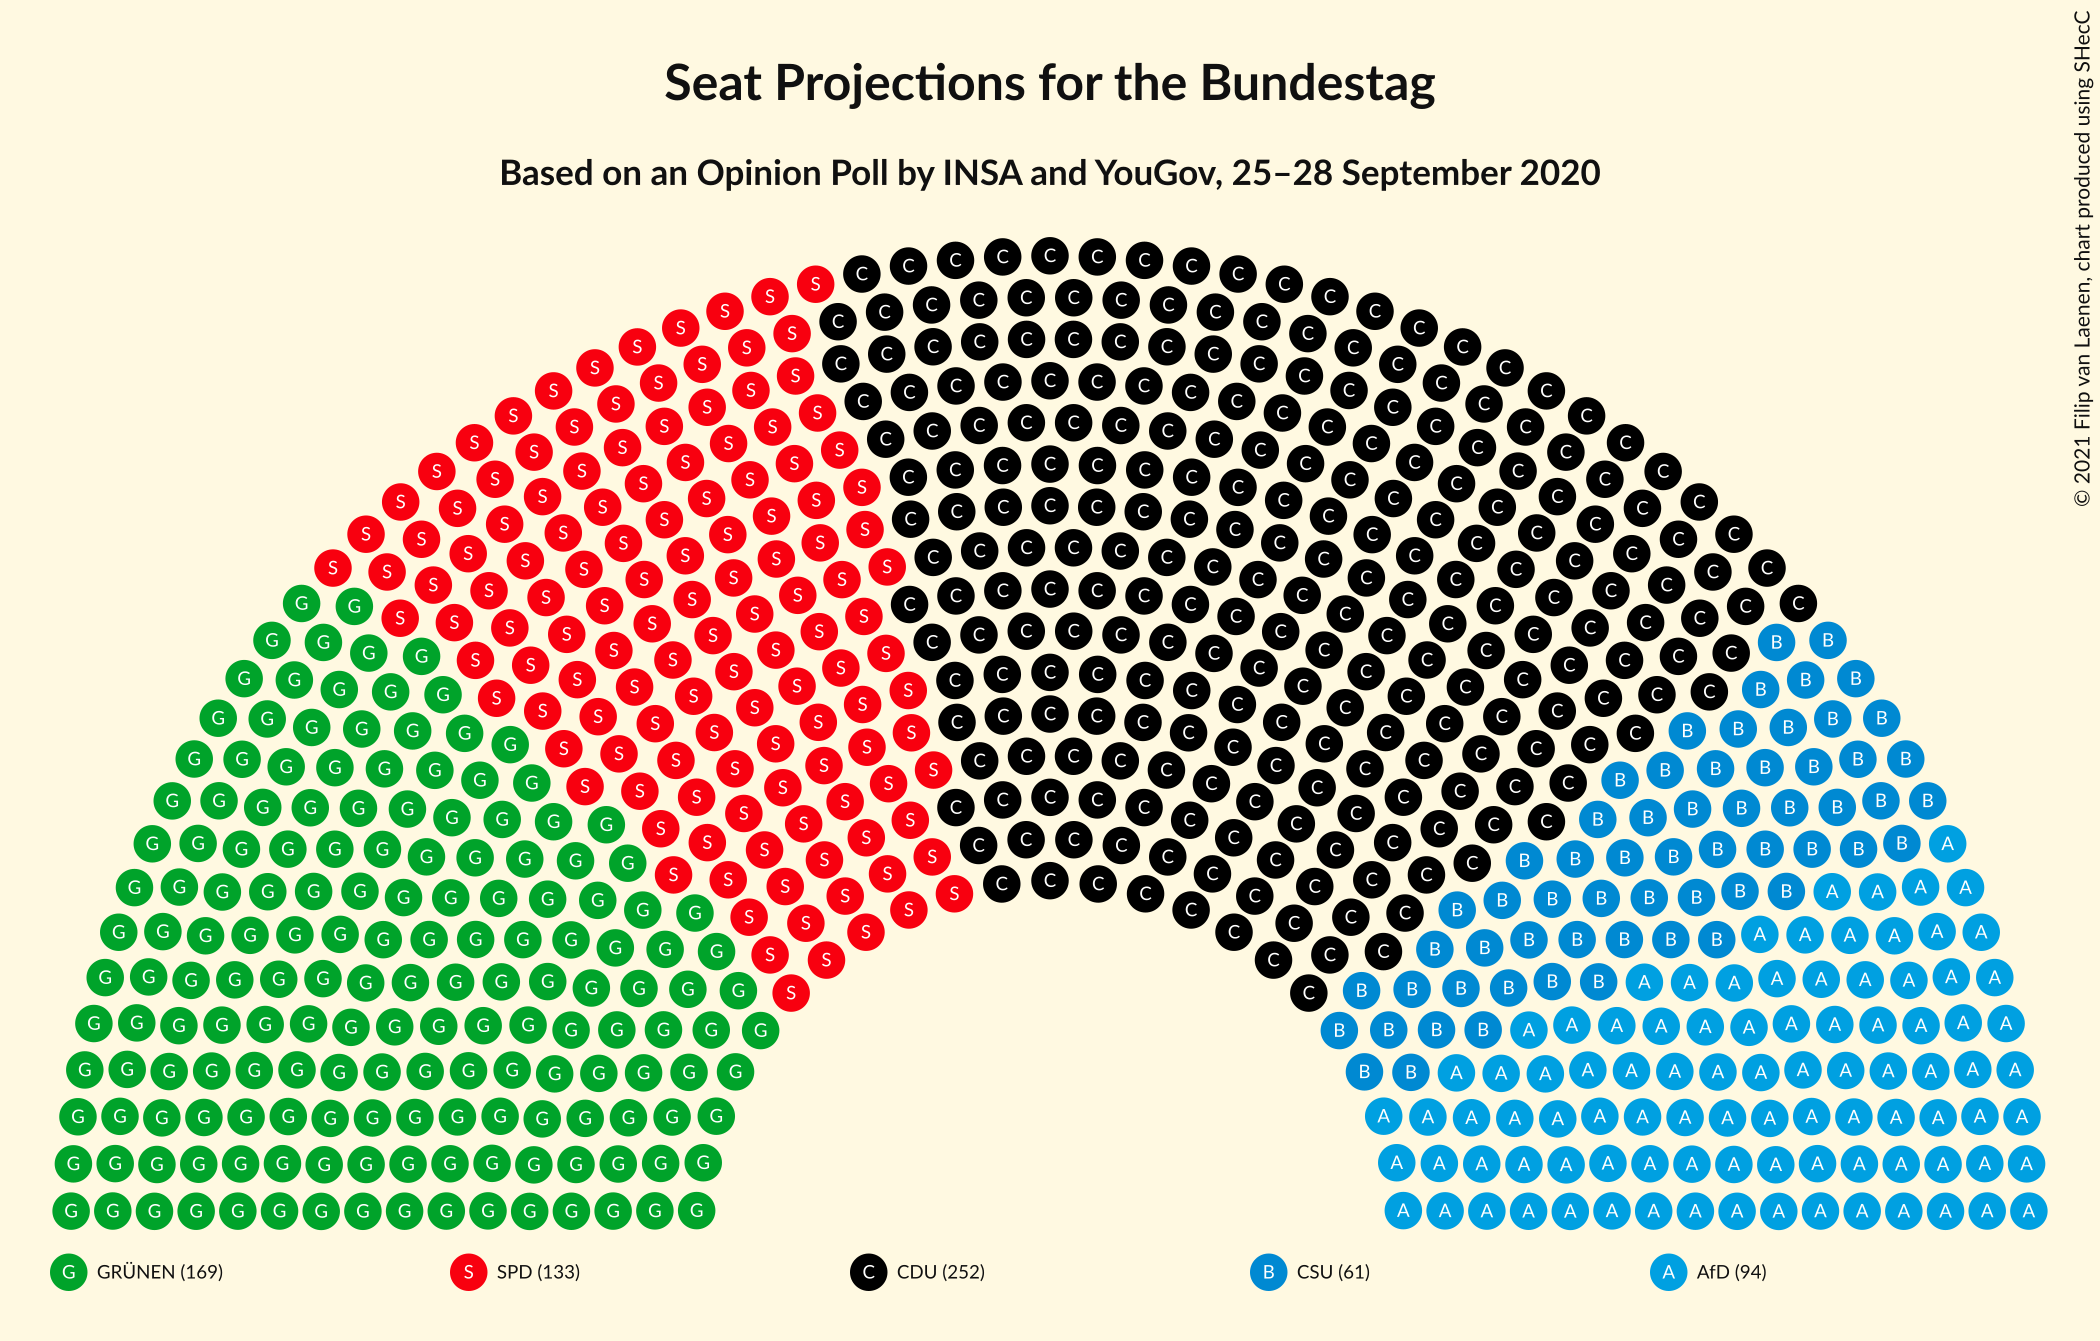 Seat Projections for the Bundestag
Based on an Opinion Poll by INSA and YouGov, 25–28 September 2020
© 2021 Filip van Laenen, chart produced using SHecC
G GRÜNEN (169)
S SPD (133)
C CDU (252)
B CSU (61)
A AfD (94)